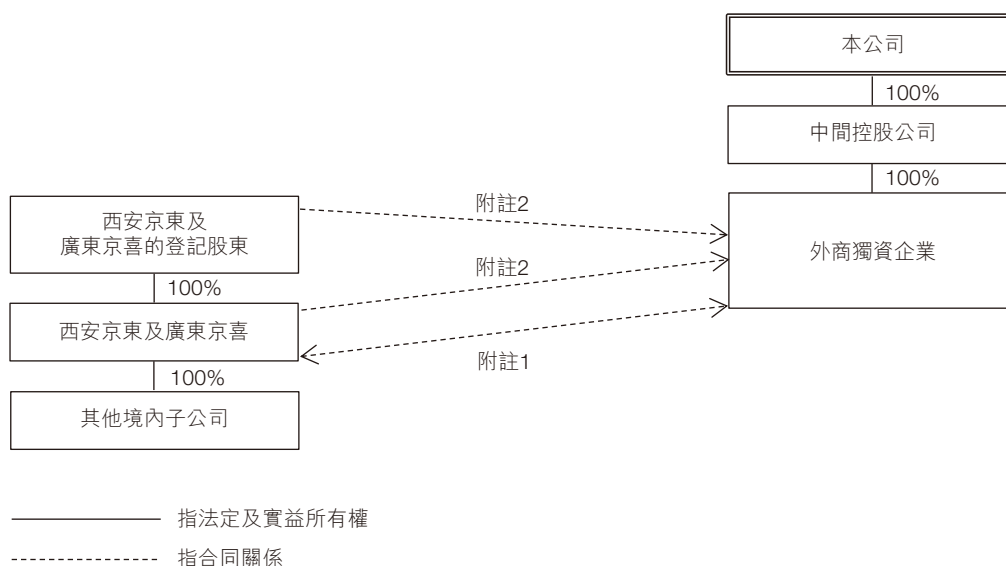 本公司
100%
中間控股公司
100%
外商獨資企業
西安京東及
廣東京喜的登記股東
100%
西安京東及廣東京喜
100%
其他境內子公司
附註2
附註2
附註1
指法定及實益所有權
指合同關係